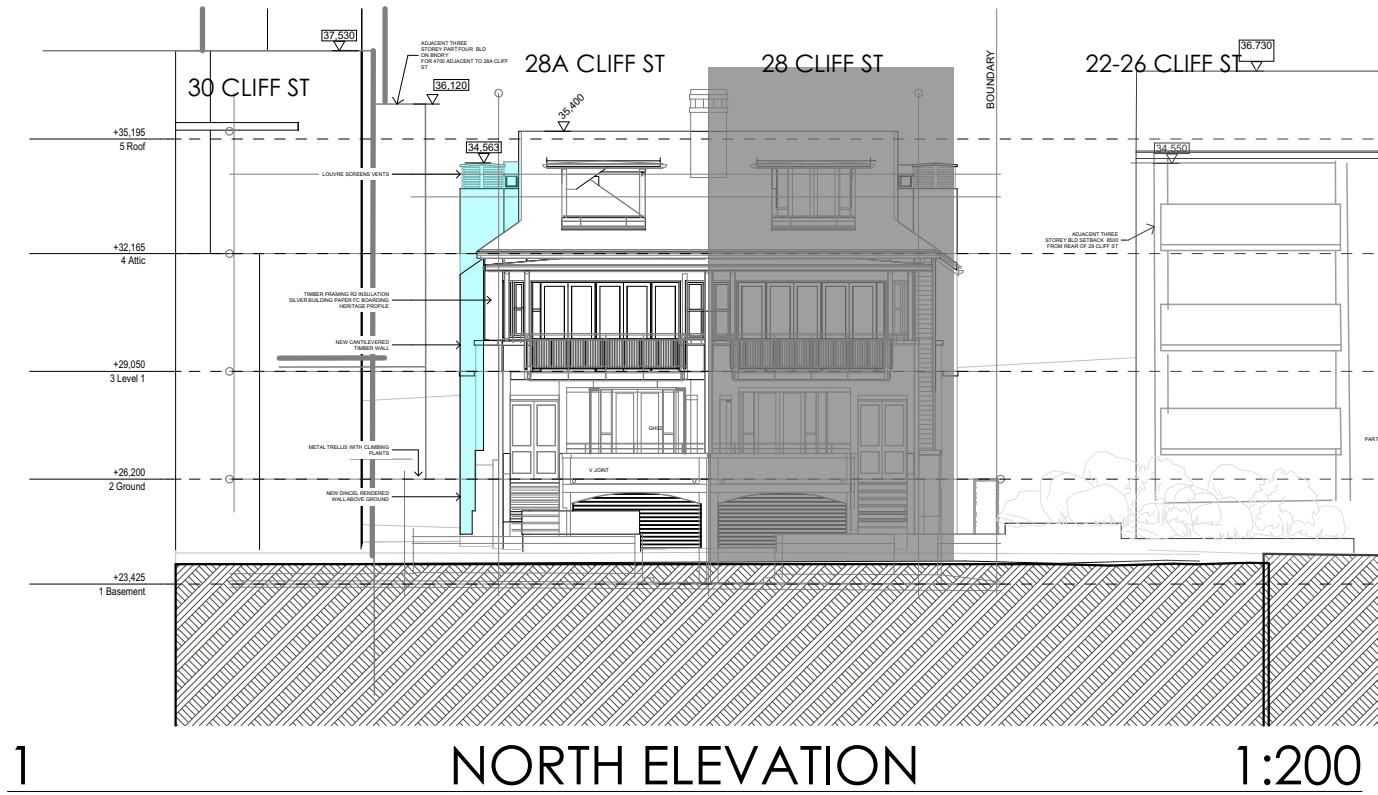 37,530
ADJACENT THREE
STOREY PARTFOUR BLD
ON BNDRY
FOR 4700 ADJACENT TO 28A CLIFF
ST
30 CLIFF ST
28A CLIFF ST
28 CLIFF ST
BOUNDARY
22-26 CLIFF ST
36.730
36,120
35.400
+35,195
5 Roof
34,563
34.550
LOUVRE SCREENS VENTS
ADJACENT THREE
STOREY BLD SETBACK 8500
FROM REAR OF 28 CLIFF ST
+32,165
4 Attic
TIMBER FRAMING R2 INSULATION
SILVER BUILDING PAPER FC BOARDING
HERITAGE PROFILE
NEW CANTILEVERED
TIMBER WALL
+29,050
3 Level 1
GH02
PART
METAL TRELLIS WITH CLIMBING
PLANTS
V JOINT
+26,200
2 Ground
NEW DINCEL RENDERED
WALL ABOVE GROUND
+23,425
1 Basement
1
NORTH ELEVATION
1:200